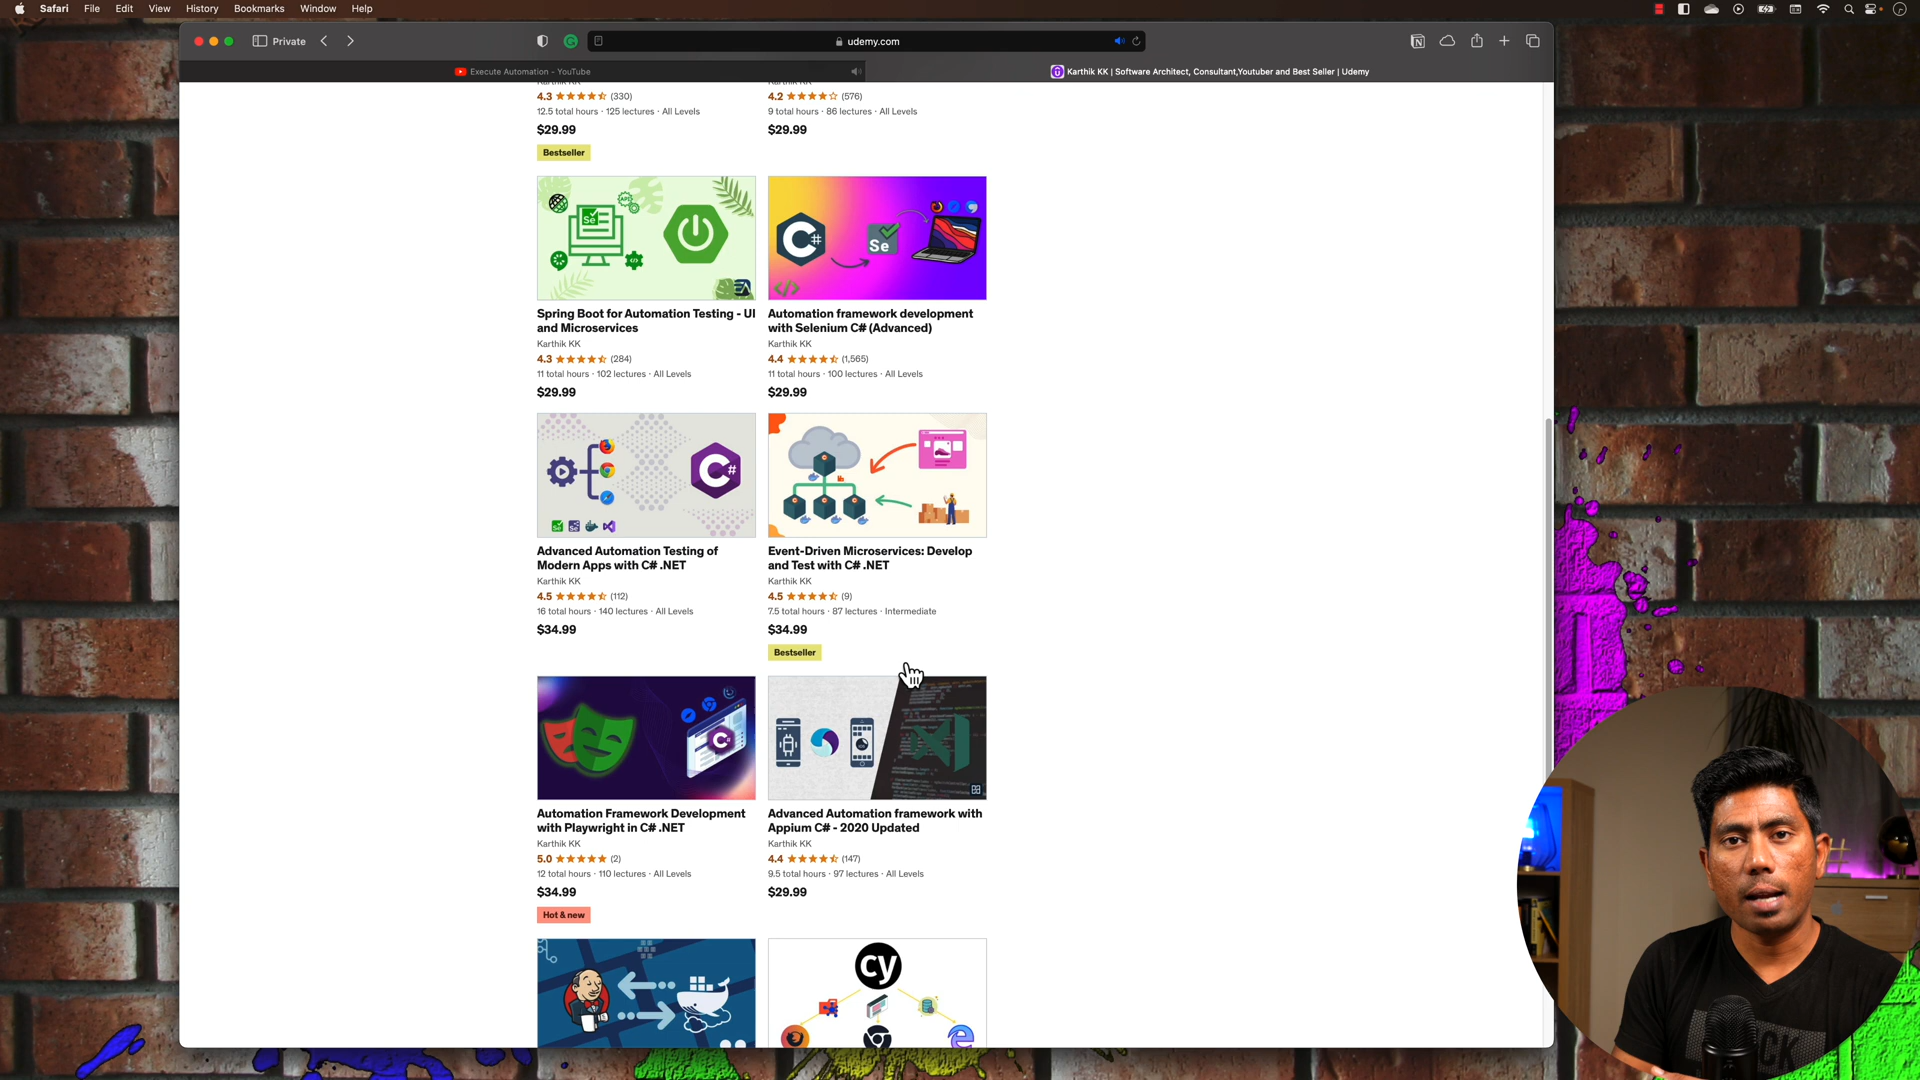 Safari File Edit View History Bookmarks Window Help
Private
udemy.com
Execute Automation - YouTube
Karthik KK | Software Architect, Consultant,Youtuber and Best Seller | Udemy
4.3 (330)
12.5 total hours · 125 lectures · All Levels
$29.99
Bestseller
4.2 (576)
9 total hours · 86 lectures · All Levels
$29.99
API
Se
Spring Boot for Automation Testing - UI
and Microservices
Karthik KK
4.3 (284)
11 total hours · 102 lectures · All Levels
$29.99
C#
Se
Automation framework development
with Selenium C# (Advanced)
Karthik KK
4.4 (1,565)
11 total hours · 100 lectures · All Levels
$29.99
C#
Advanced Automation Testing of
Modern Apps with C# .NET
Karthik KK
4.5 (112)
16 total hours · 140 lectures · All Levels
$34.99
Event-Driven Microservices: Develop
and Test with C# .NET
Karthik KK
4.5 (9)
7.5 total hours · 87 lectures · Intermediate
$34.99
Bestseller
C#
Automation Framework Development
with Playwright in C# .NET
Karthik KK
5.0 (2)
12 total hours · 110 lectures · All Levels
$34.99
Hot & new
Advanced Automation framework with
Appium C# - 2020 Updated
Karthik KK
4.4 (147)
9.5 total hours · 97 lectures · All Levels
$29.99
cy